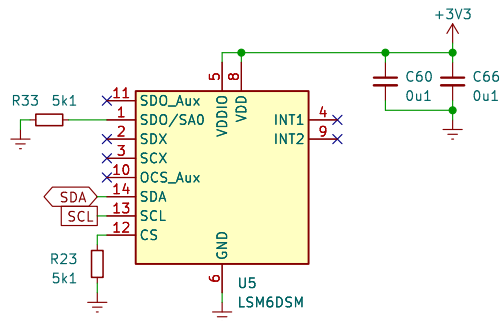 +3V3
C60
0u1
C66
0u1
R33 5k1
11 SDO_Aux
1 SDO/SA0
2 SDX
3 SCX
10 OCS_Aux
14 SDA
13 SCL
12 CS
5 VDDIO
8 VDD
INT1 4
INT2 9
GND 6
SDA
SCL
R23
5k1
U5
LSM6DSM